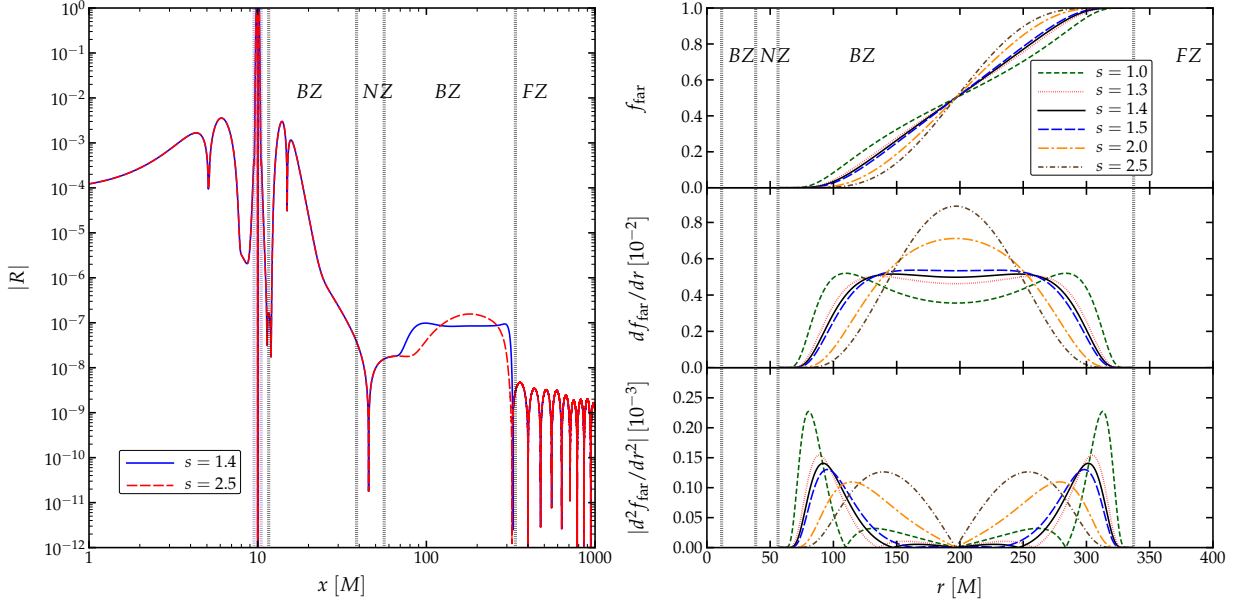 10⁰
10⁻¹
10⁻²
10⁻³
10⁻⁴
10⁻⁵
10⁻⁶
10⁻⁷
10⁻⁸
10⁻⁹
10⁻¹⁰
10⁻¹¹
10⁻¹²
|R|
BZ NZ BZ FZ
s = 1.4
s = 2.5
1 10 100 1000
x [M]
1.0
0.8
0.6
0.4
0.2
0.0
f_far
BZ NZ BZ FZ
s = 1.0
s = 1.3
s = 1.4
s = 1.5
s = 2.0
s = 2.5
0.8
0.6
0.4
0.2
0.0
df_far/dr [10⁻²]
0.25
0.20
0.15
0.10
0.05
0.00
|d²f_far/dr²| [10⁻³]
0 50 100 150 200 250 300 350 400
r [M]